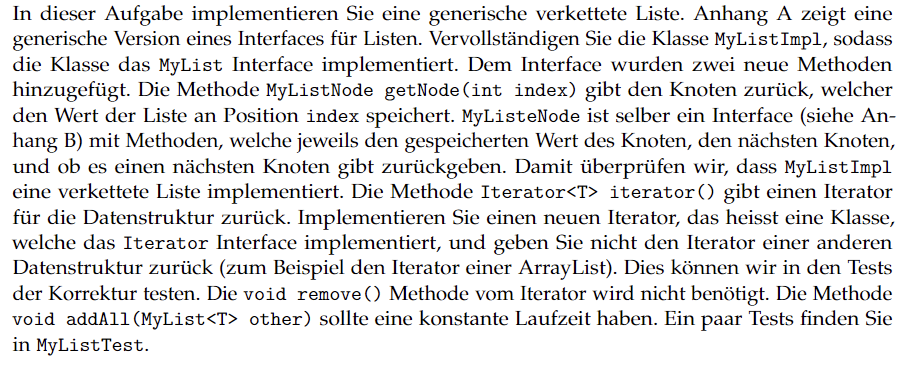 In dieser Aufgabe implementieren Sie eine generische verkettete Liste. Anhang A zeigt eine
generische Version eines Interfaces für Listen. Vervollständigen Sie die Klasse MyListImpl, sodass
die Klasse das MyList Interface implementiert. Dem Interface wurden zwei neue Methoden
hinzugefügt. Die Methode MyListNode getNode(int index) gibt den Knoten zurück, welcher
den Wert der Liste an Position index speichert. MyListeNode ist selber ein Interface (siehe An-
hang B) mit Methoden, welche jeweils den gespeicherten Wert des Knoten, den nächsten Knoten,
und ob es einen nächsten Knoten gibt zurückgeben. Damit überprüfen wir, dass MyListImpl
eine verkettete Liste implementiert. Die Methode Iterator<T> iterator() gibt einen Iterator
für die Datenstruktur zurück. Implementieren Sie einen neuen Iterator, das heisst eine Klasse,
welche das Iterator Interface implementiert, und geben Sie nicht den Iterator einer anderen
Datenstruktur zurück (zum Beispiel den Iterator einer ArrayList). Dies können wir in den Tests
der Korrektur testen. Die void remove() Methode vom Iterator wird nicht benötigt. Die Methode
void addAll(MyList<T> other) sollte eine konstante Laufzeit haben. Ein paar Tests finden Sie
in MyListTest.